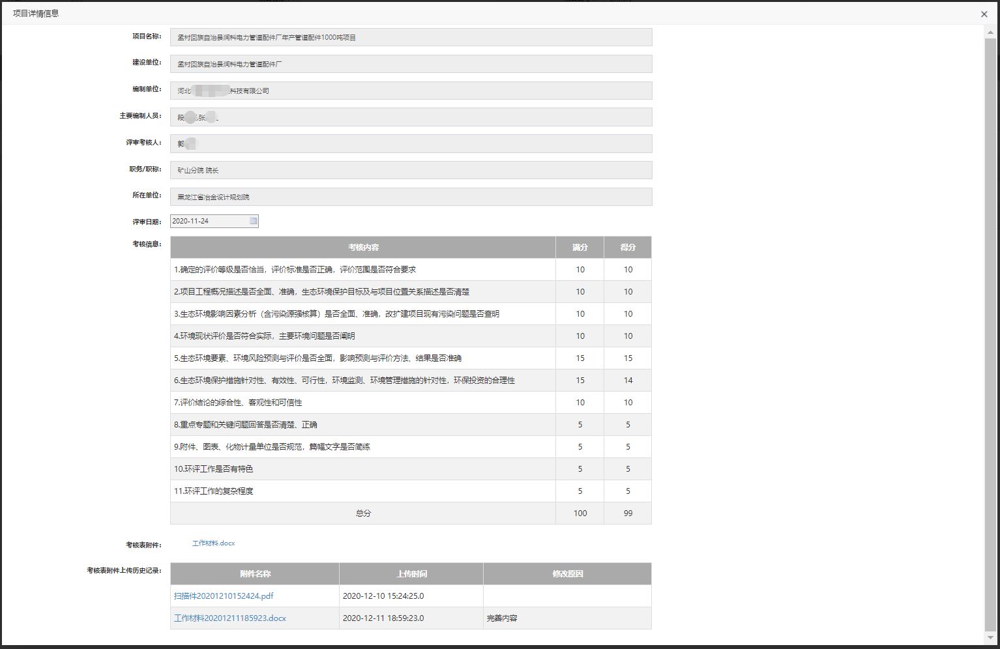 项目详情信息
项目名称： 孟村回族自治县润科电力管道配件厂年产管道配件1000吨项目
建设单位： 孟村回族自治县润科电力管道配件厂
编制单位： 河北 科技有限公司
主要编制人员： 段 ,张
评审考核人： 郭
职务/职称： 矿山分院 院长
所在单位： 黑龙江省冶金设计规划院
评审日期： 2020-11-24
考核信息： 考核内容 满分 得分
1.确定的评价等级是否恰当，评价标准是否正确，评价范围是否符合要求 10 10
2.项目工程概况描述是否全面、准确，生态环境保护目标及与项目位置关系描述是否清楚 10 10
3.生态环境影响因素分析（含污染源强核算）是否全面、准确，改扩建项目现有污染问题是否查明 10 10
4.环境现状评价是否符合实际，主要环境问题是否阐明 10 10
5.生态环境要素、环境风险预测与评价是否全面，影响预测与评价方法、结果是否准确 15 15
6.生态环境保护措施针对性、有效性、可行性，环境监测、环境管理措施的针对性，环保投资的合理性 15 14
7.评价结论的综合性、客观性和可信性 10 10
8.重点专题和关键问题回答是否清楚、正确 5 5
9.附件、图表、化物计量单位是否规范，篇幅文字是否简练 5 5
10.环评工作是否有特色 5 5
11.环评工作的复杂程度 5 5
总分 100 99
考核表附件： 工作材料.docx
考核表附件上传历史记录： 附件名称 上传时间 修改原因
扫描件20201210152424.pdf 2020-12-10 15:24:25.0
工作材料20201211185923.docx 2020-12-11 18:59:23.0 完善内容